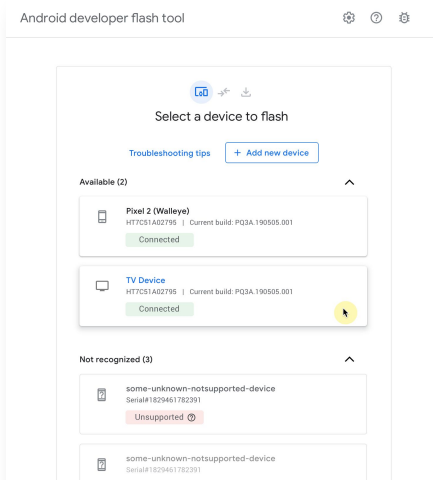 Android developer flash tool
Select a device to flash
Troubleshooting tips
+ Add new device
Available (2)
Pixel 2 (Walleye)
HT7C51A02795 | Current build: PQ3A.190505.001
Connected
TV Device
HT7C51A02795 | Current build: PQ3A.190505.001
Connected
Not recognized (3)
some-unknown-notsupported-device
Serial#1829461782391
Unsupported
some-unknown-notsupported-device
Serial#1829461782391